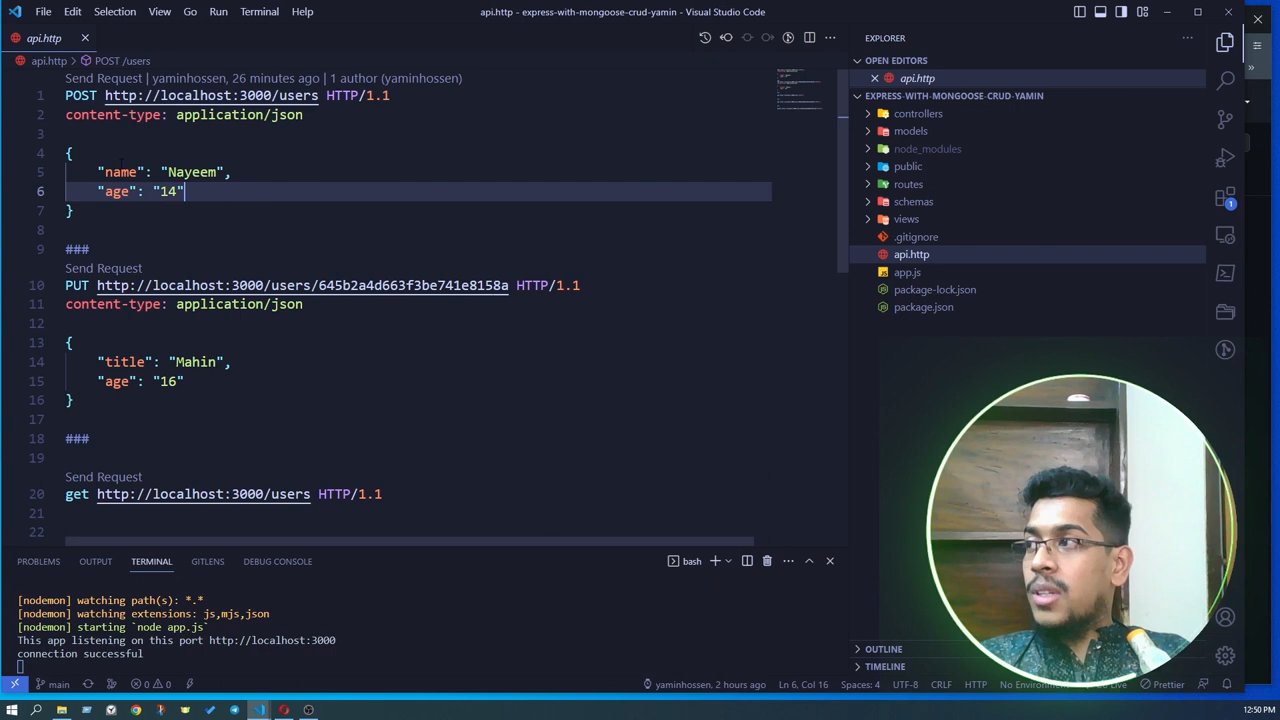 File Edit Selection View Go Run Terminal Help
api.http - express-with-mongoose-crud-yamin - Visual Studio Code
api.http
api.http > POST /users
Send Request | yaminhossen, 26 minutes ago | 1 author (yaminhossen)
1 POST http://localhost:3000/users HTTP/1.1
2 content-type: application/json
3
4 {
5 "name": "Nayeem",
6 "age": "14"
7 }
8
9 ###
Send Request
10 PUT http://localhost:3000/users/645b2a4d663f3be741e8158a HTTP/1.1
11 content-type: application/json
12
13 {
14 "title": "Mahin",
15 "age": "16"
16 }
17
18 ###
19
Send Request
20 get http://localhost:3000/users HTTP/1.1
21
22
EXPLORER
OPEN EDITORS
api.http
EXPRESS-WITH-MONGOOSE-CRUD-YAMIN
controllers
models
node_modules
public
routes
schemas
views
.gitignore
api.http
app.js
package-lock.json
package.json
OUTLINE
TIMELINE
1
PROBLEMS OUTPUT TERMINAL GITLENS DEBUG CONSOLE
bash
[nodemon] watching path(s): *.*
[nodemon] watching extensions: js,mjs,json
[nodemon] starting `node app.js`
This app listening on this port http://localhost:3000
connection successful
main 0 0 yaminhossen, 2 hours ago Ln 6, Col 16 Spaces: 4 UTF-8 CRLF HTTP No Environment Live Prettier
12:50 PM